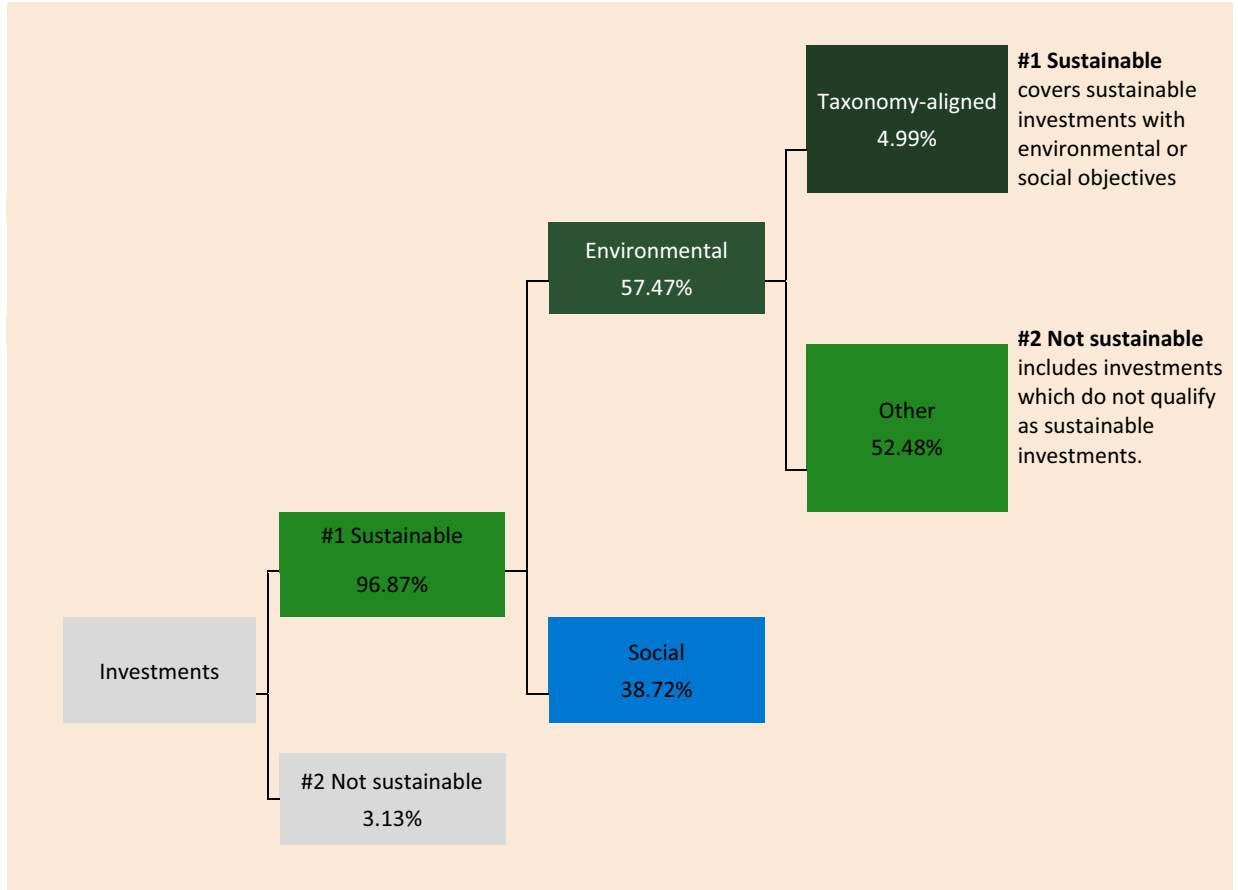 Taxonomy-aligned
4.99%
#1 Sustainable
covers sustainable
investments with
environmental or
social objectives
Environmental
57.47%
Other
52.48%
#2 Not sustainable
includes investments
which do not qualify
as sustainable
investments.
#1 Sustainable
96.87%
Investments
Social
38.72%
#2 Not sustainable
3.13%